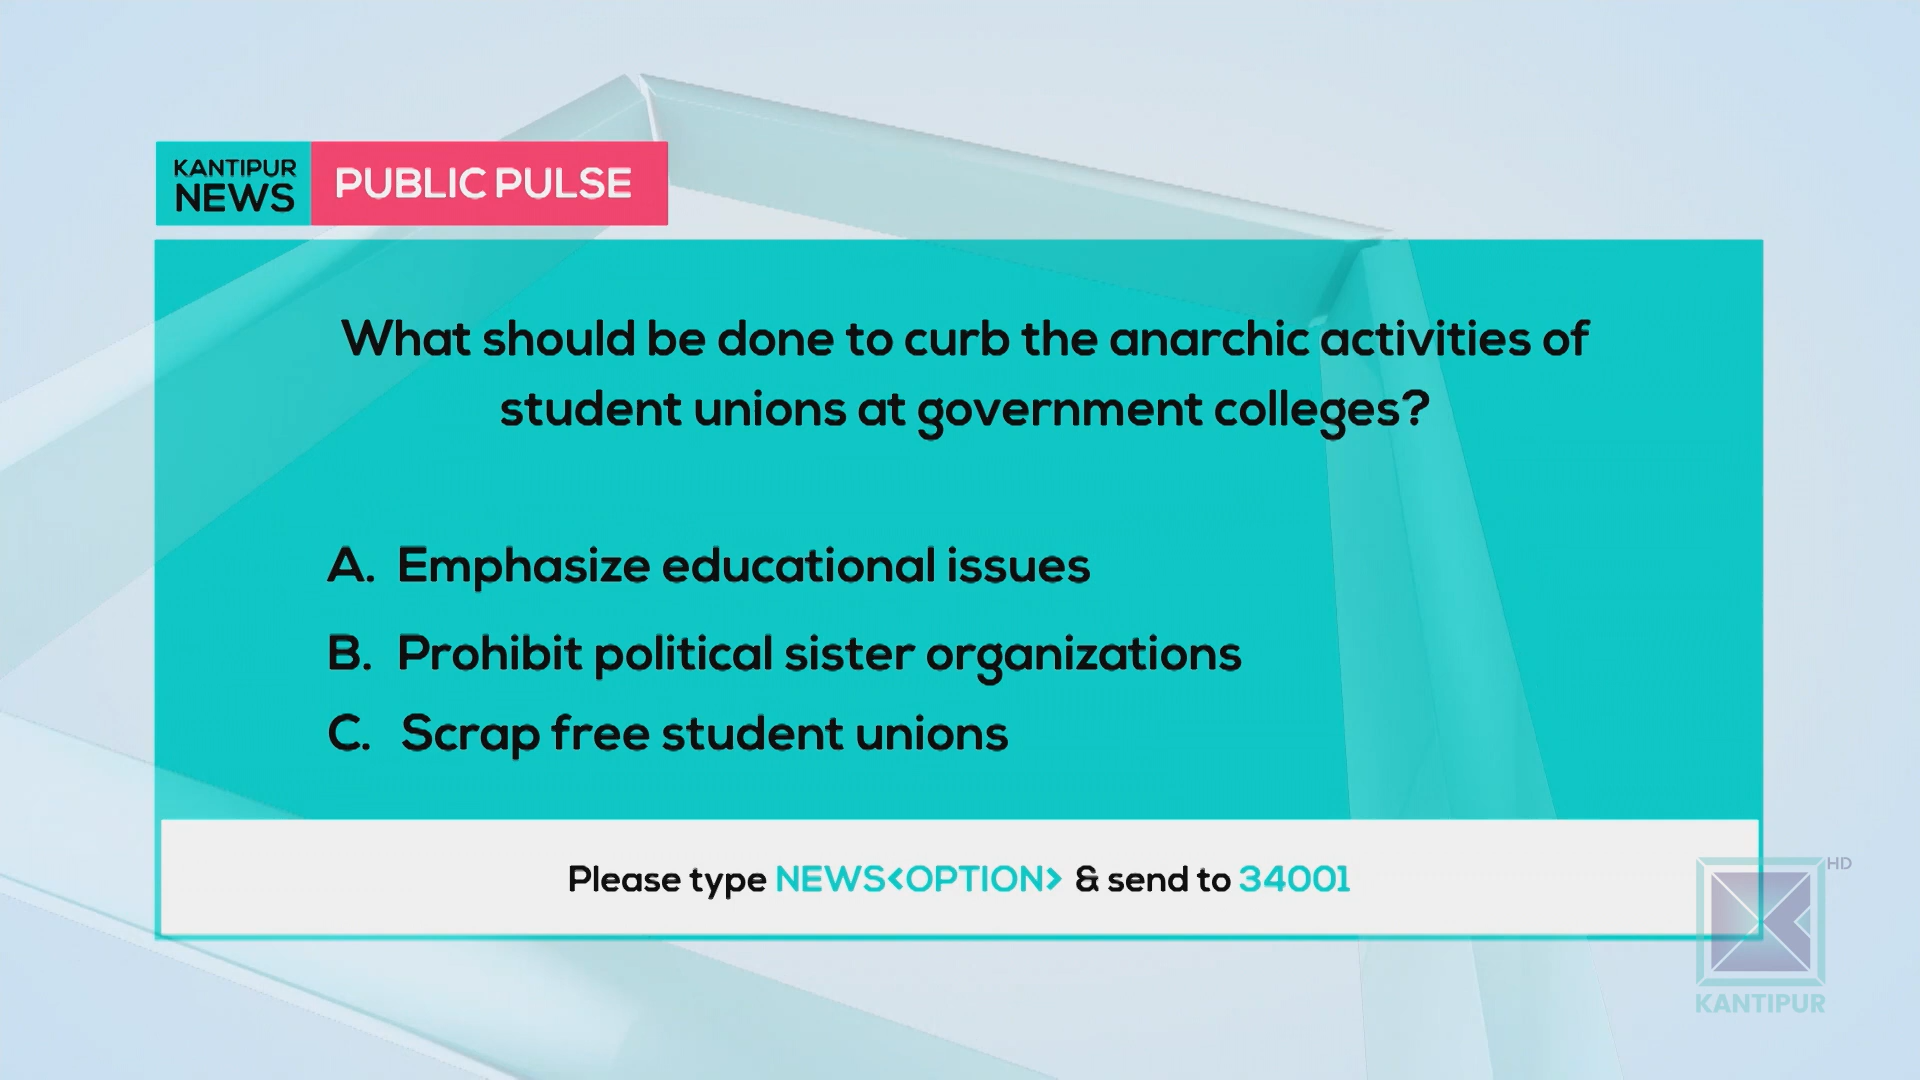 KANTIPUR
NEWS
PUBLIC PULSE
What should be done to curb the anarchic activities of
student unions at government colleges?
A. Emphasize educational issues
B. Prohibit political sister organizations
C. Scrap free student unions
Please type NEWS<OPTION> & send to 34001
HD
KANTIPUR